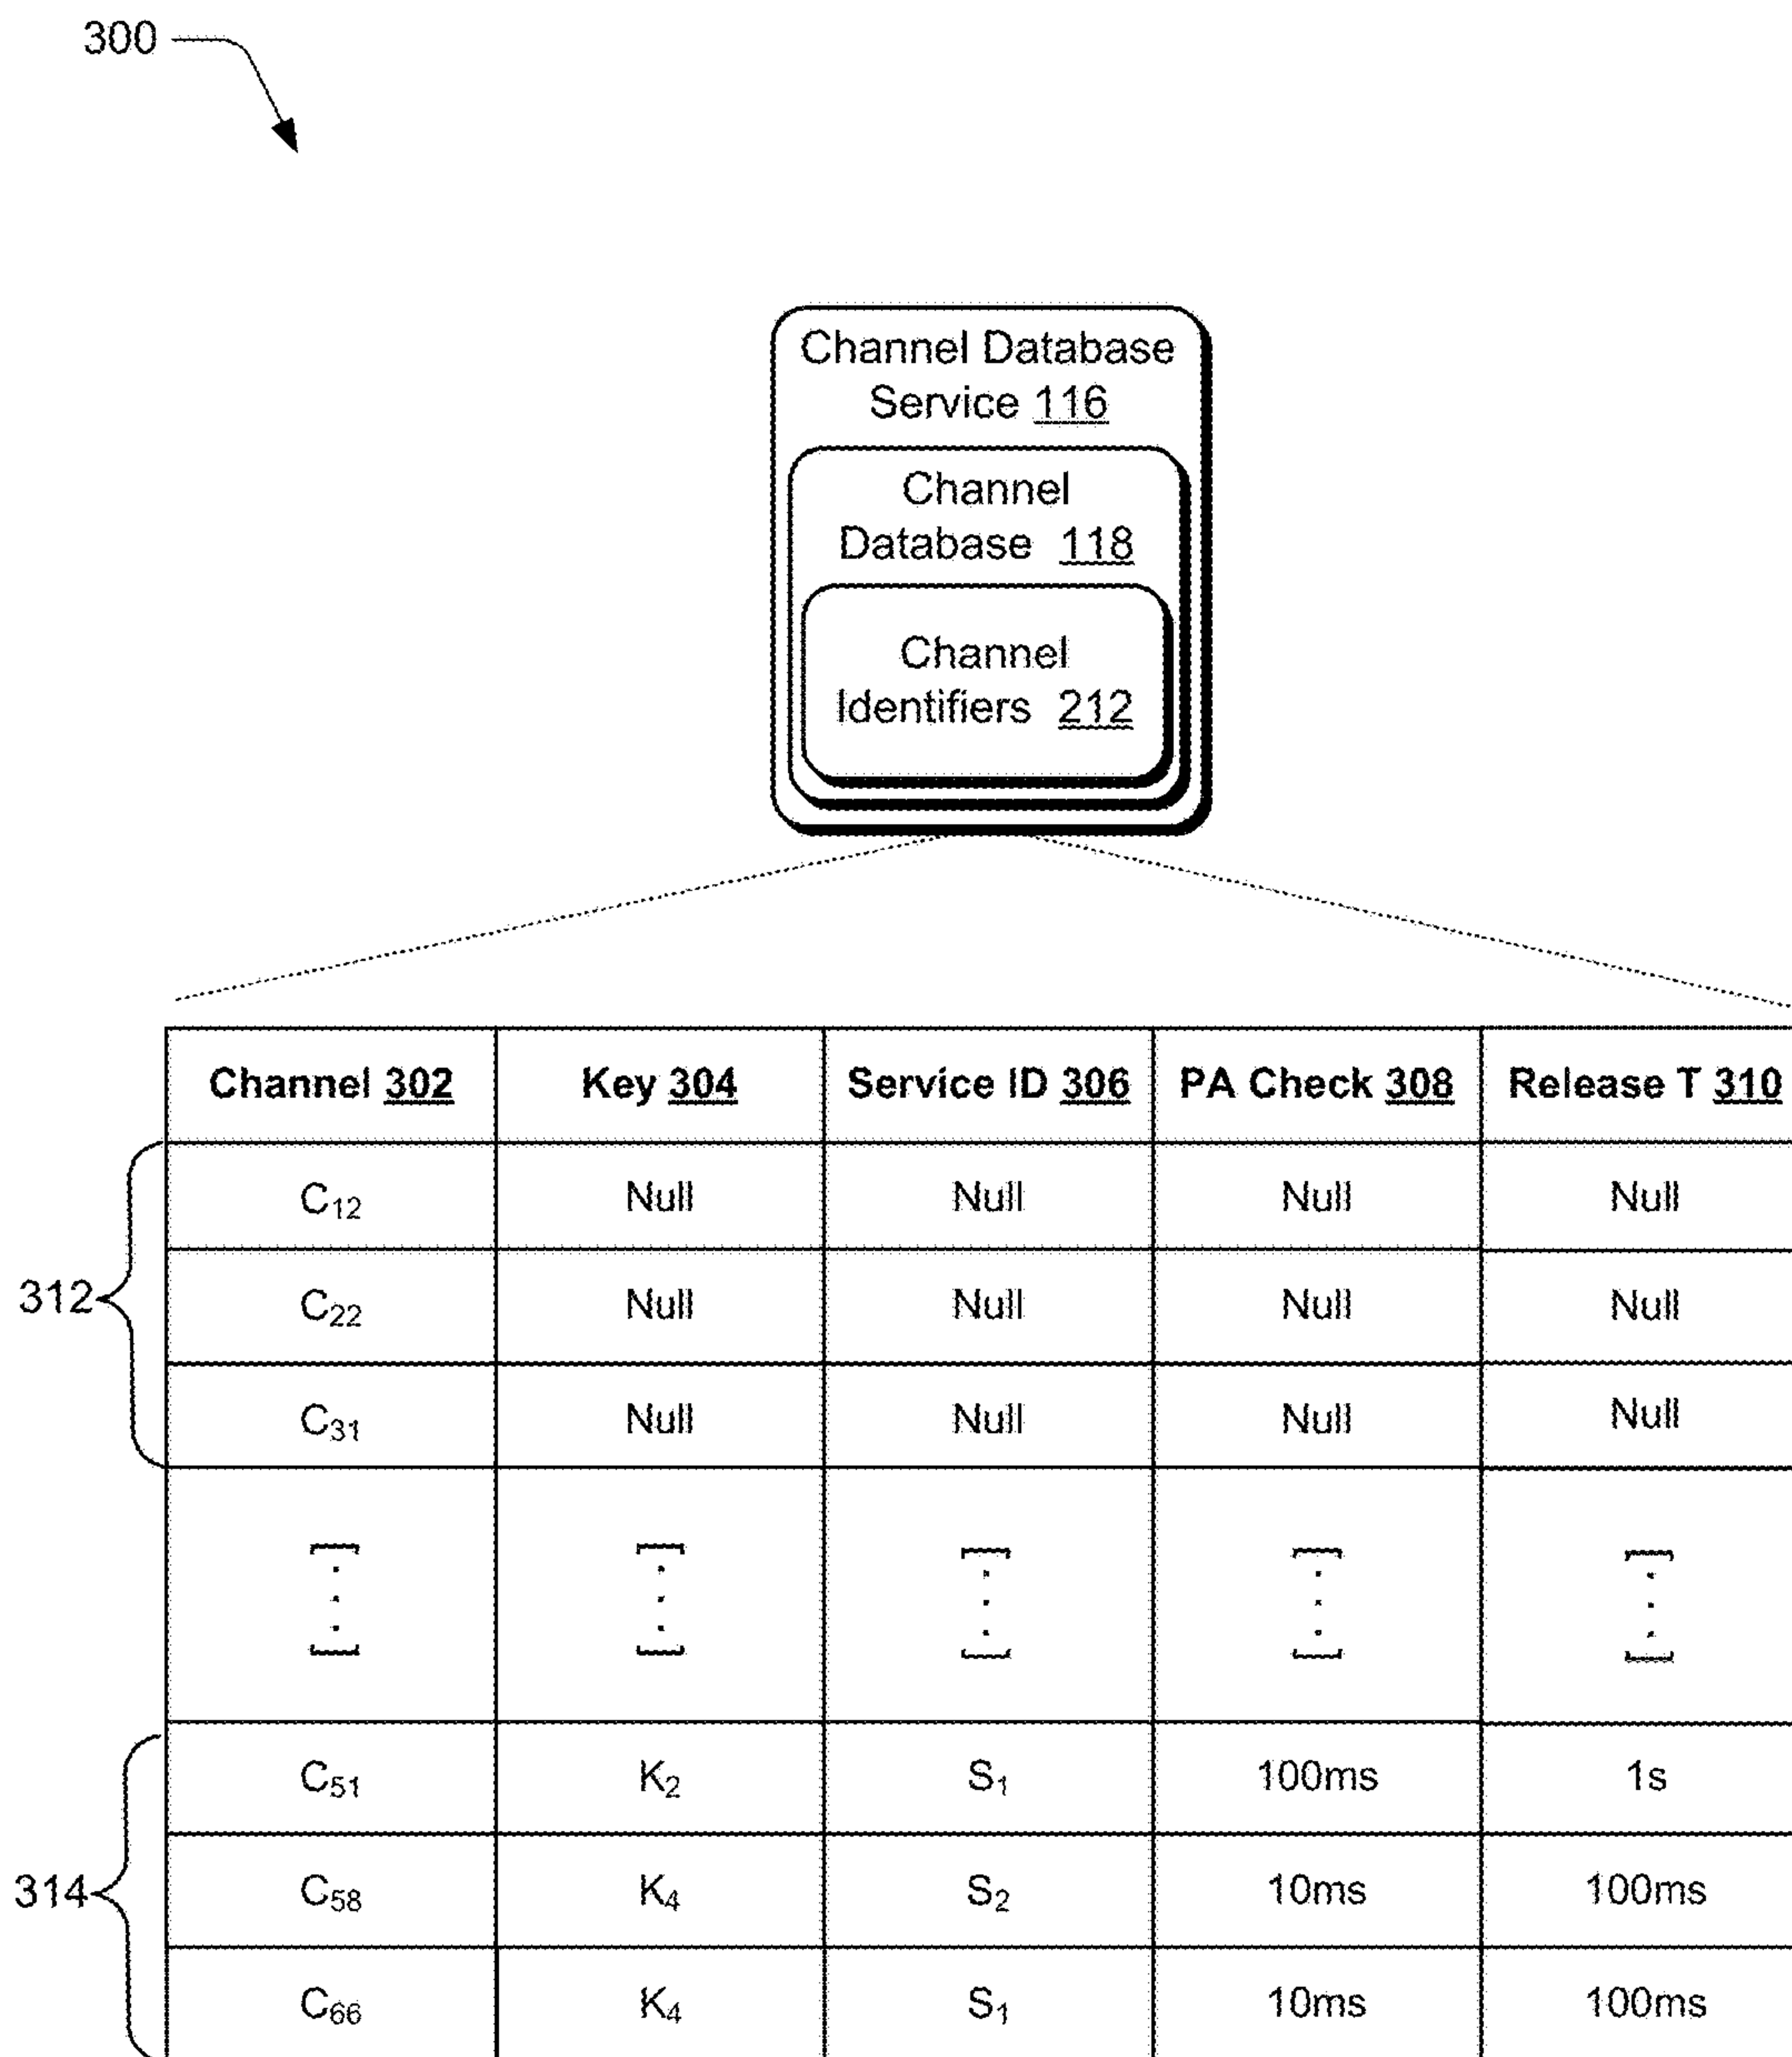 300
Channel Database
Service 116
Channel
Database 118
Channel
Identifiers 212
Channel 302 Key 304 Service ID 306 PA Check 308 Release T 310
C12 Null Null Null Null
312
C22 Null Null Null Null
C31 Null Null Null Null
C51 K2 S1 100ms 1s
314
C58 K4 S2 10ms 100ms
C66 K4 S1 10ms 100ms